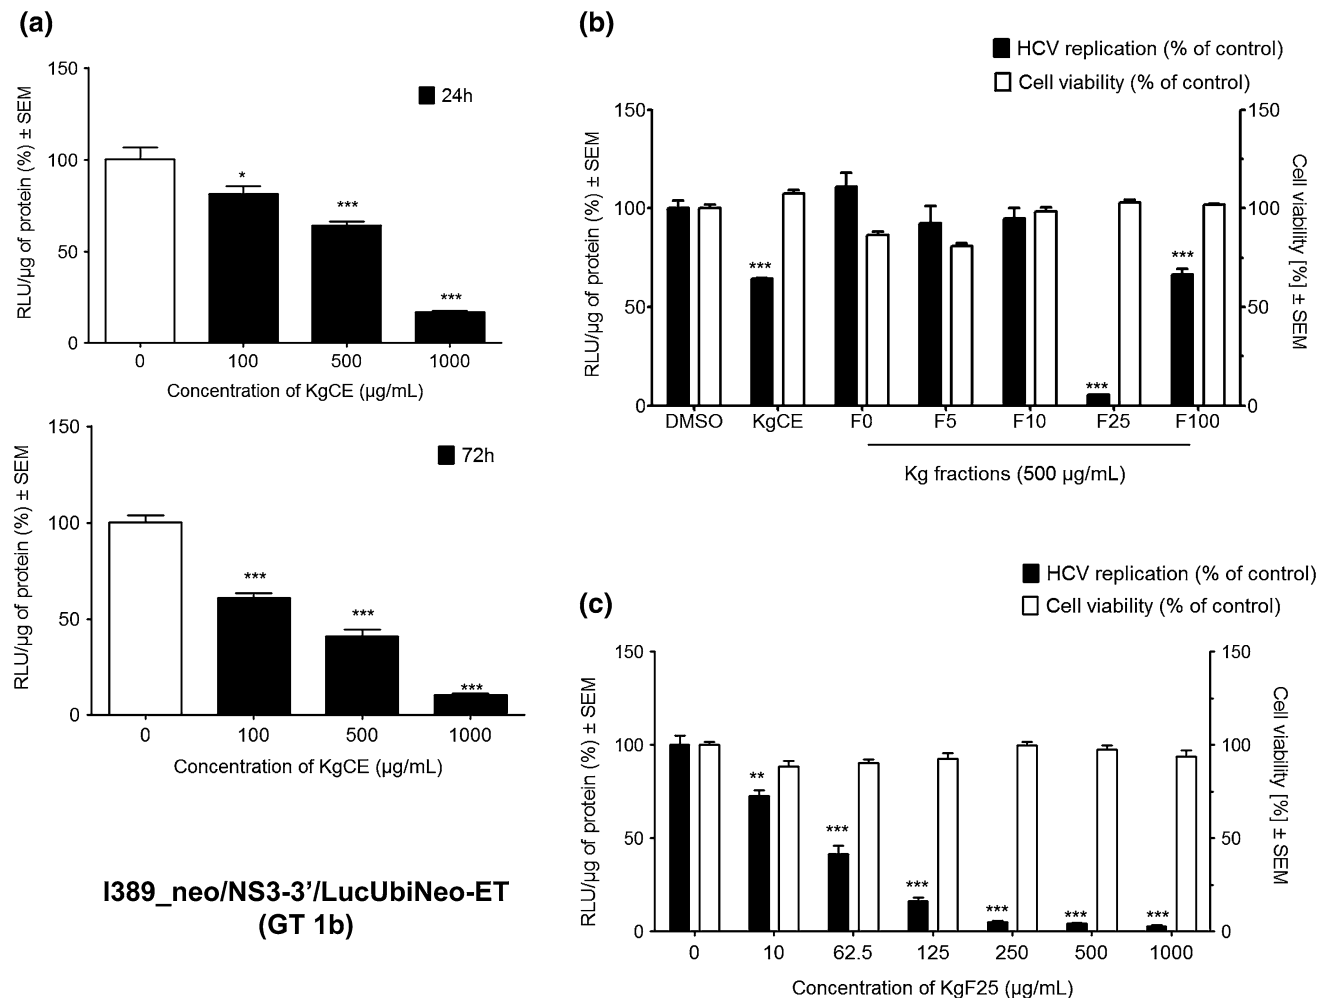 (a)
RLU/µg of protein (%) ± SEM
150
100
50
0
24h
*
***
***
0 100 500 1000
Concentration of KgCE (µg/mL)
RLU/µg of protein (%) ± SEM
150
100
50
0
72h
***
***
***
0 100 500 1000
Concentration of KgCE (µg/mL)
I389_neo/NS3-3’/LucUbiNeo-ET
(GT 1b)
(b)
HCV replication (% of control)
Cell viability (% of control)
RLU/µg of protein (%) ± SEM
150
100
50
0
***
***
***
150
100
50
0
Cell viability [%] ± SEM
DMSO KgCE F0 F5 F10 F25 F100
Kg fractions (500 µg/mL)
(c)
HCV replication (% of control)
Cell viability (% of control)
RLU/µg of protein (%) ± SEM
150
100
50
0
**
***
***
***
***
***
150
100
50
0
Cell viability [%] ± SEM
0 10 62.5 125 250 500 1000
Concentration of KgF25 (µg/mL)